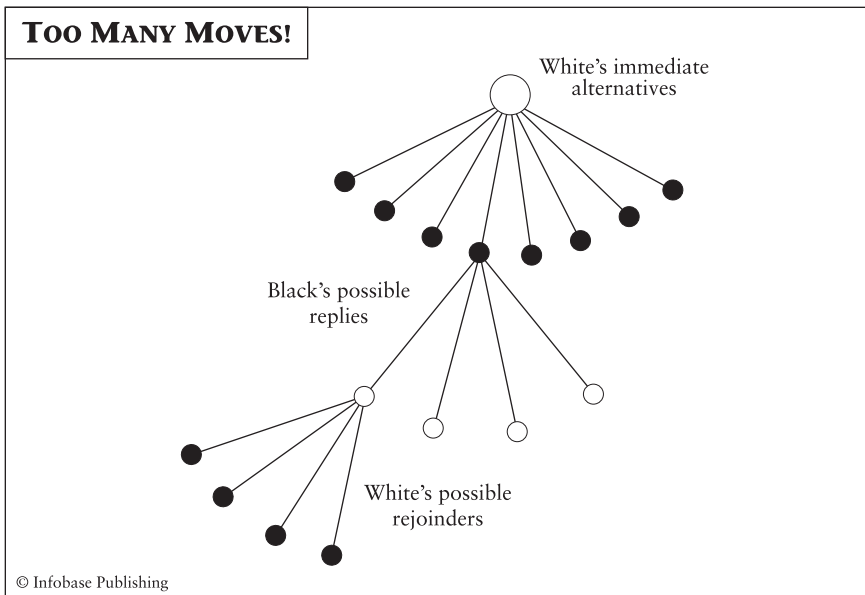 TOO MANY MOVES!
White's immediate
alternatives
Black's possible
replies
White's possible
rejoinders
© Infobase Publishing